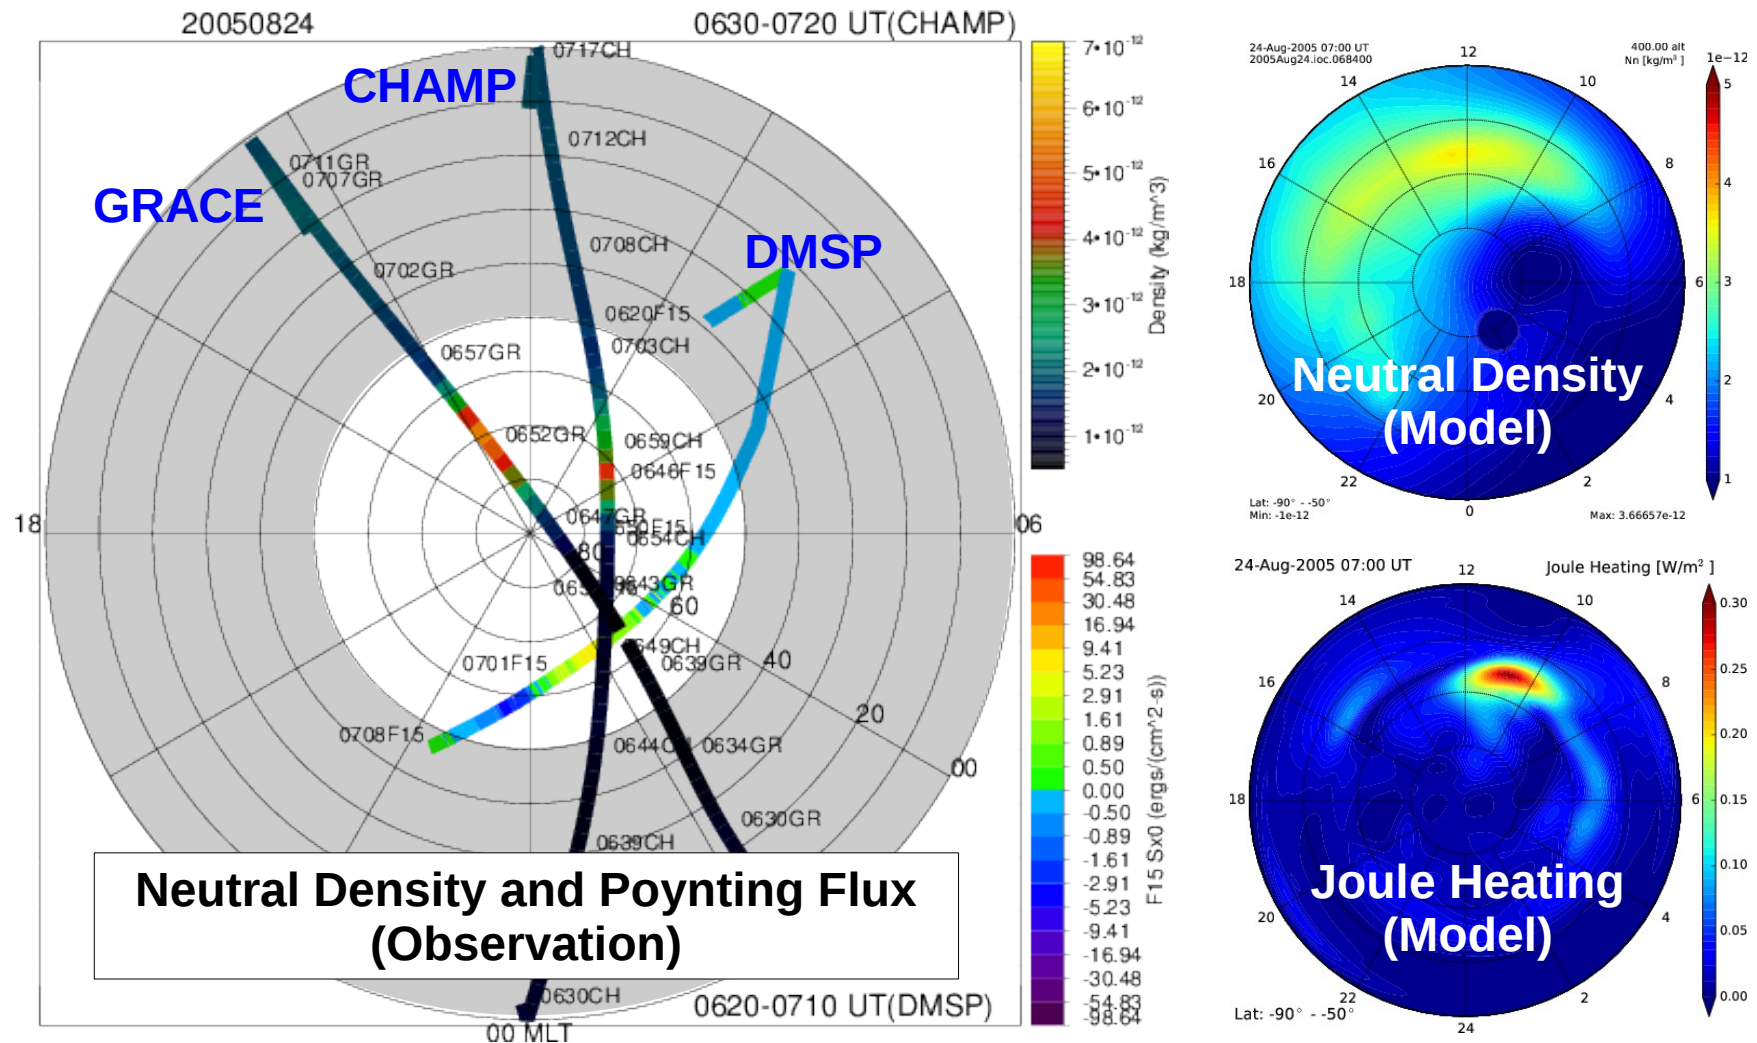 20050824
0630-0720 UT(CHAMP)
0717CH
CHAMP
0712CH
0711GR
0707GR
GRACE
0708CH
DMSP
0702GR
0620F15
0703CH
0657GR
0652GR
0659CH
0646F15
0647GR
0654CH
18
06
80
0643GR
60
0649CH
0701F15
0639GR
40
20
0708F15
0644CH
0634GR
00
0630GR
0639CH
Neutral Density and Poynting Flux
(Observation)
0630CH
0620-0710 UT(DMSP)
00 MLT
7•10⁻¹²
6•10⁻¹²
5•10⁻¹²
4•10⁻¹²
3•10⁻¹²
2•10⁻¹²
1•10⁻¹²
Density (kg/m^3)
98.64
54.83
30.48
16.94
9.41
5.23
2.91
1.61
0.89
0.50
0.00
-0.50
-0.89
-1.61
-2.91
-5.23
-9.41
-16.94
-30.48
-54.83
-98.64
F15 Sx0 (ergs/(cm^2-s))
24-Aug-2005 07:00 UT
2005Aug24.ioc.068400
400.00 alt
Nn [kg/m³ ]
12
14
10
16
8
18
6
20
4
22
2
0
Neutral Density
(Model)
Lat: -90° - -50°
Min: -1e-12
Max: 3.66657e-12
1e−12
5
4
3
2
1
24-Aug-2005 07:00 UT
Joule Heating [W/m² ]
12
14
10
16
8
18
6
20
4
22
2
24
Joule Heating
(Model)
Lat: -90° - -50°
0.30
0.25
0.20
0.15
0.10
0.05
0.00